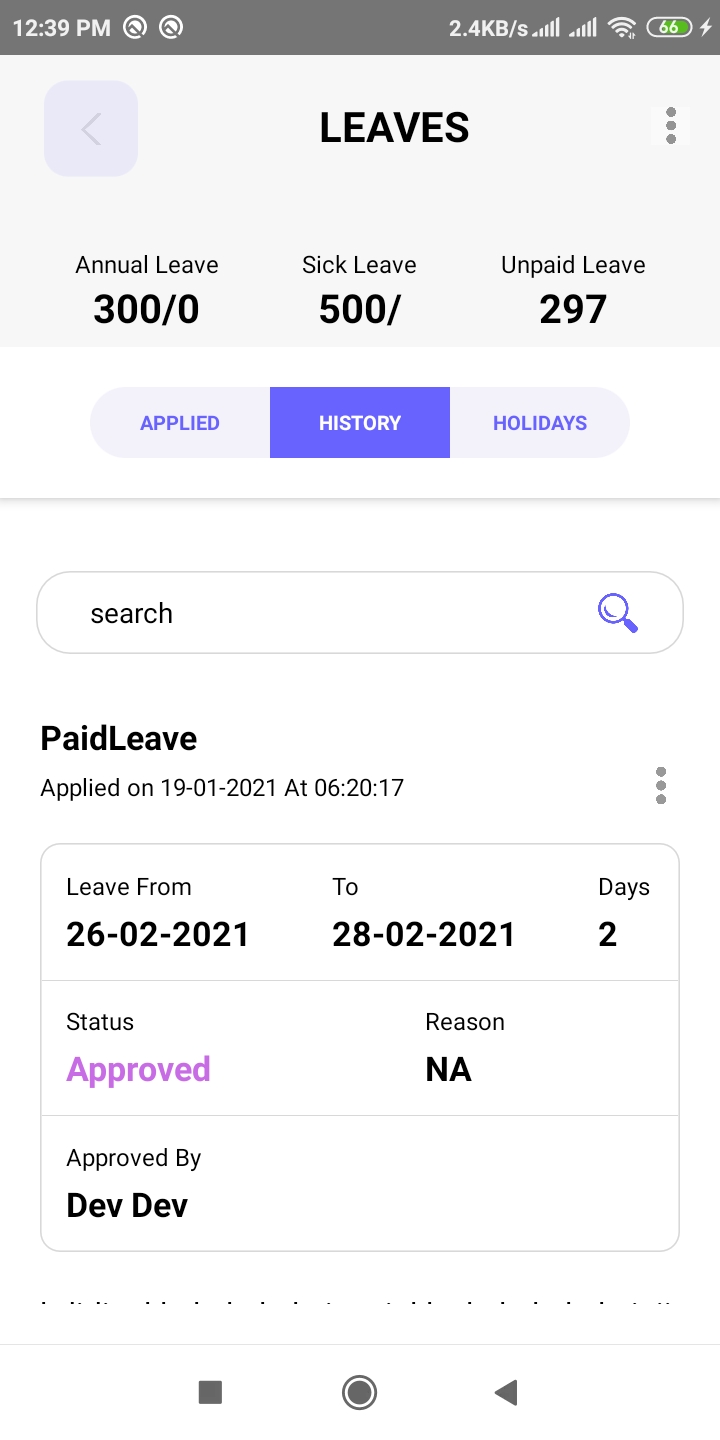 12:39 PM 2.4KB/s 66
LEAVES
Annual Leave Sick Leave Unpaid Leave
300/0 500/ 297
APPLIED HISTORY HOLIDAYS
search
PaidLeave
Applied on 19-01-2021 At 06:20:17
Leave From To Days
26-02-2021 28-02-2021 2
Status Reason
Approved NA
Approved By
Dev Dev